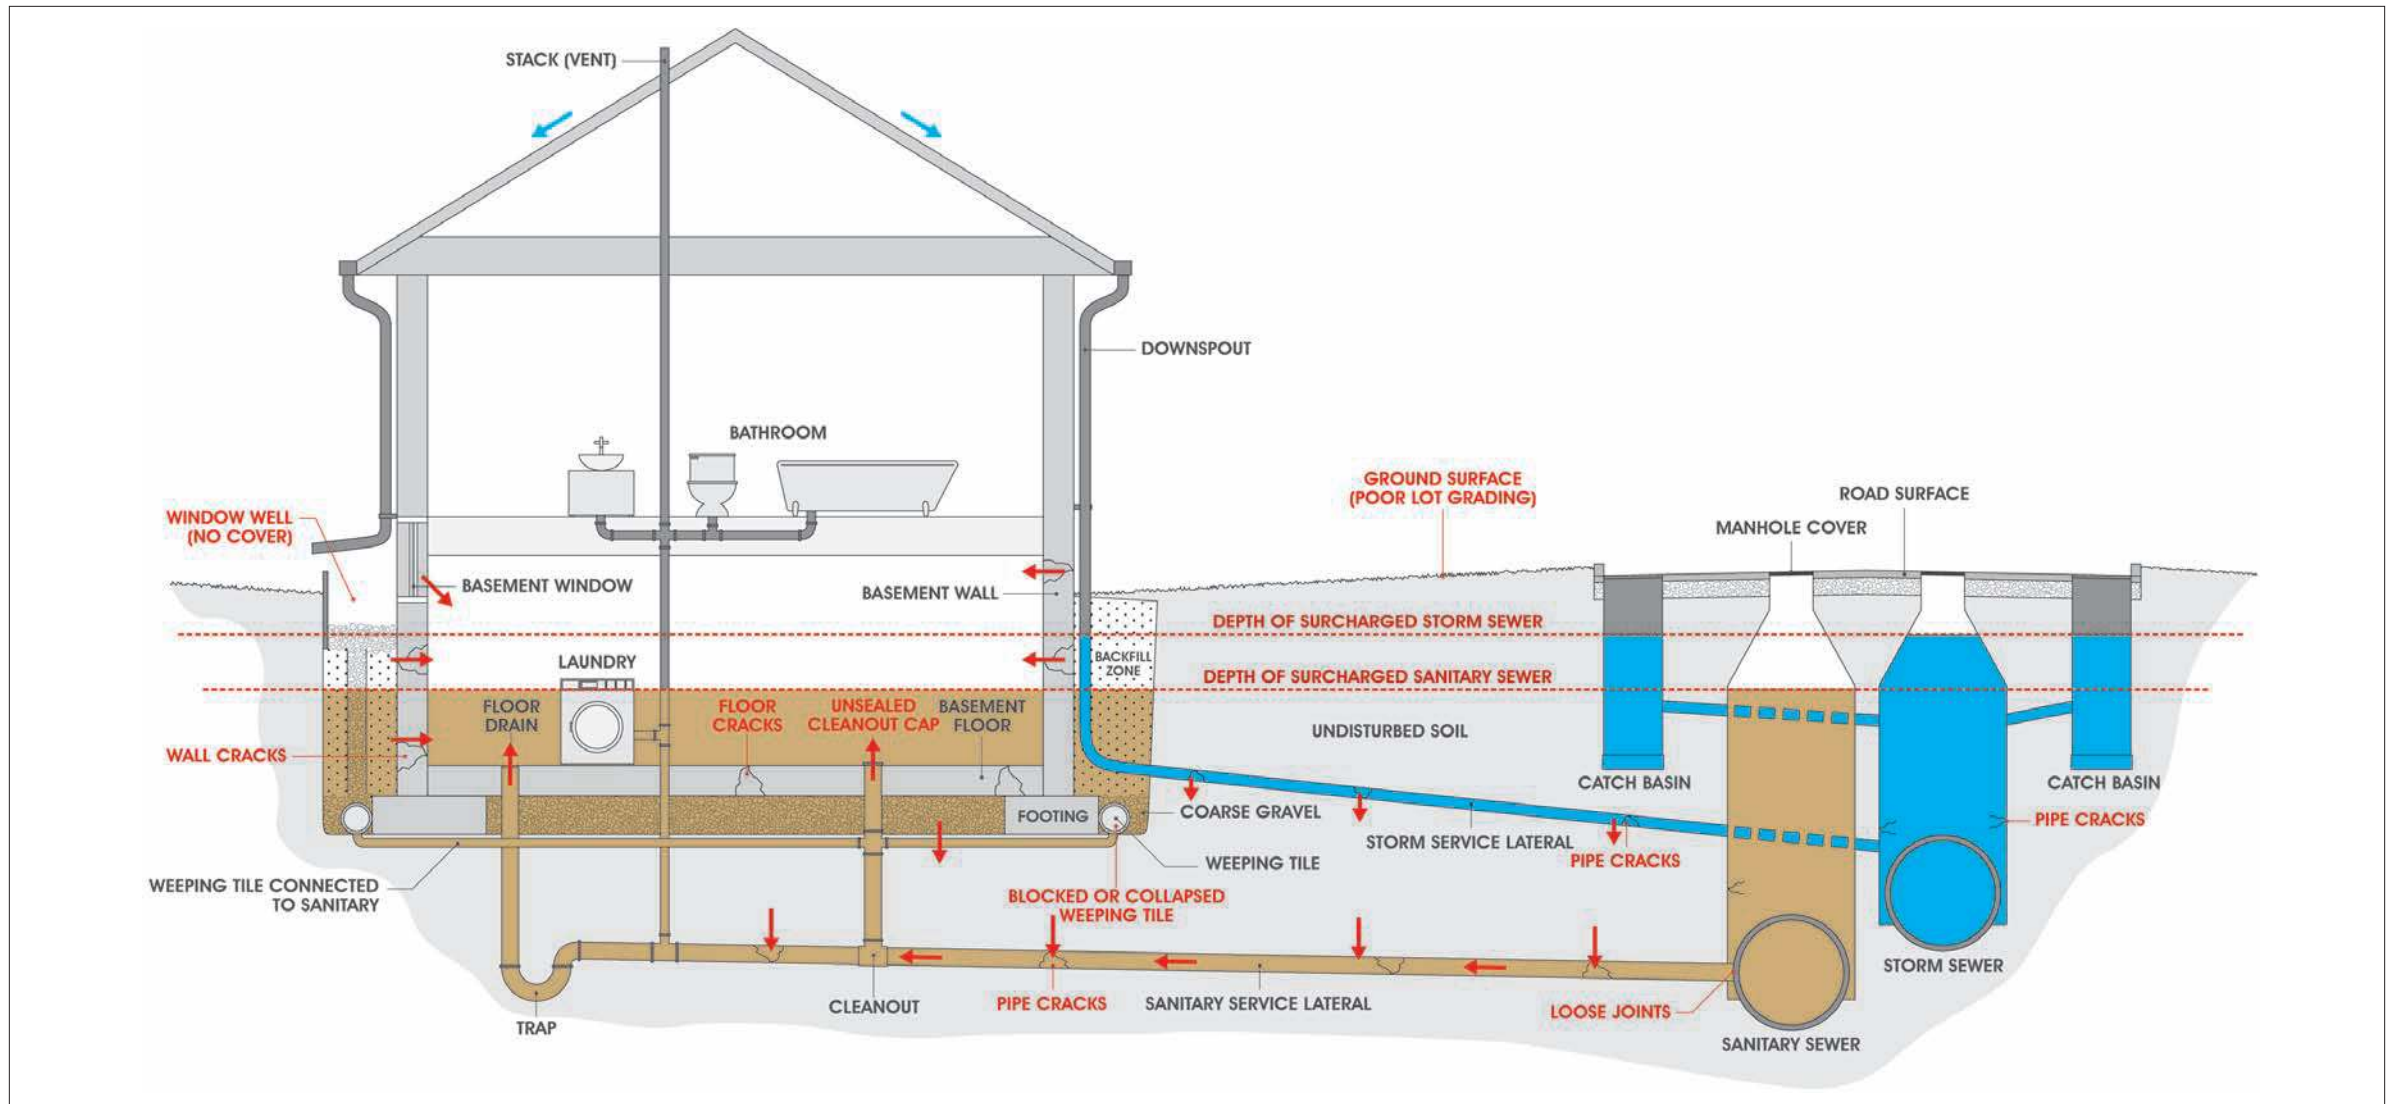 STACK (VENT)
DOWNSPOUT
BATHROOM
GROUND SURFACE
(POOR LOT GRADING)
ROAD SURFACE
MANHOLE COVER
WINDOW WELL
(NO COVER)
BASEMENT WINDOW
BASEMENT WALL
DEPTH OF SURCHARGED STORM SEWER
LAUNDRY
BACKFILL
ZONE
DEPTH OF SURCHARGED SANITARY SEWER
FLOOR
DRAIN
FLOOR
CRACKS
UNSEALED
CLEANOUT CAP
BASEMENT
FLOOR
UNDISTURBED SOIL
WALL CRACKS
CATCH BASIN
CATCH BASIN
FOOTING
COARSE GRAVEL
STORM SERVICE LATERAL
PIPE CRACKS
PIPE CRACKS
WEEPING TILE
WEEPING TILE CONNECTED
TO SANITARY
BLOCKED OR COLLAPSED
WEEPING TILE
STORM SEWER
CLEANOUT
PIPE CRACKS
SANITARY SERVICE LATERAL
LOOSE JOINTS
TRAP
SANITARY SEWER